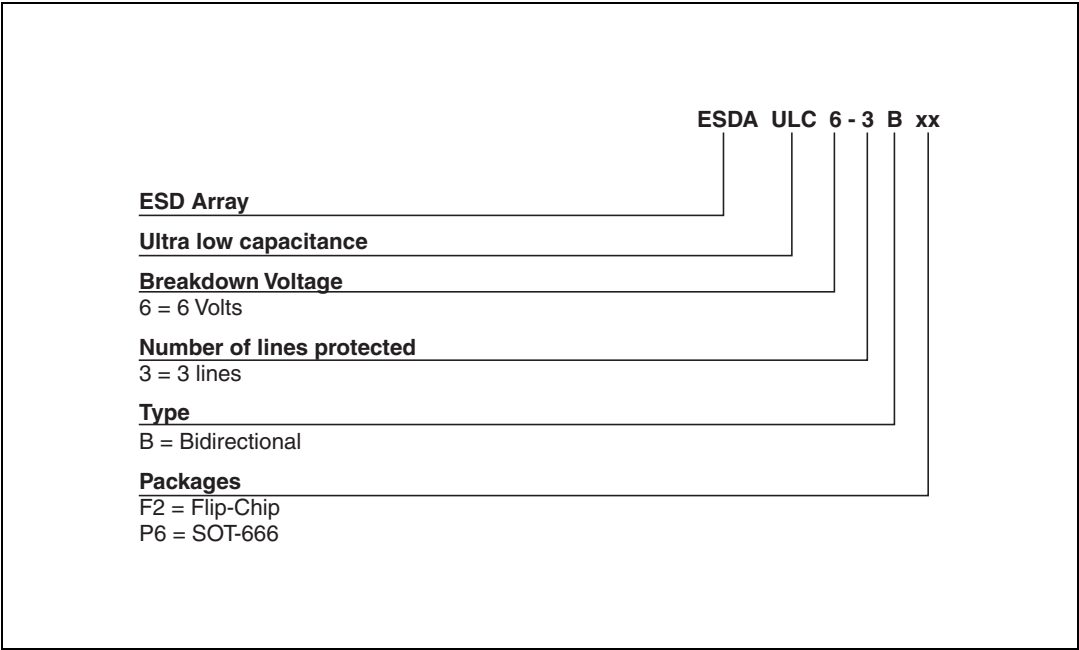 ESDA ULC 6 - 3 B xx
ESD Array
Ultra low capacitance
Breakdown Voltage
6 = 6 Volts
Number of lines protected
3 = 3 lines
Type
B = Bidirectional
Packages
F2 = Flip-Chip
P6 = SOT-666